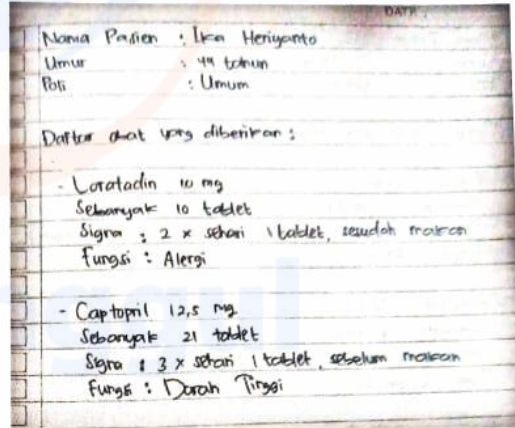 DATE :
Nama Pasien : Ika Heriyanto
Umur : 44 tahun
Poli : Umum
Daftar obat yang diberikan :
- Loratadin 10 mg
Sebanyak 10 tablet
Signa : 2 x sehari 1 tablet, sesudah makan
Fungsi : Alergi
- Captopril 12,5 mg
Sebanyak 21 tablet
Signa : 3 x sehari 1 tablet, sebelum makan
Fungsi : Darah Tinggi